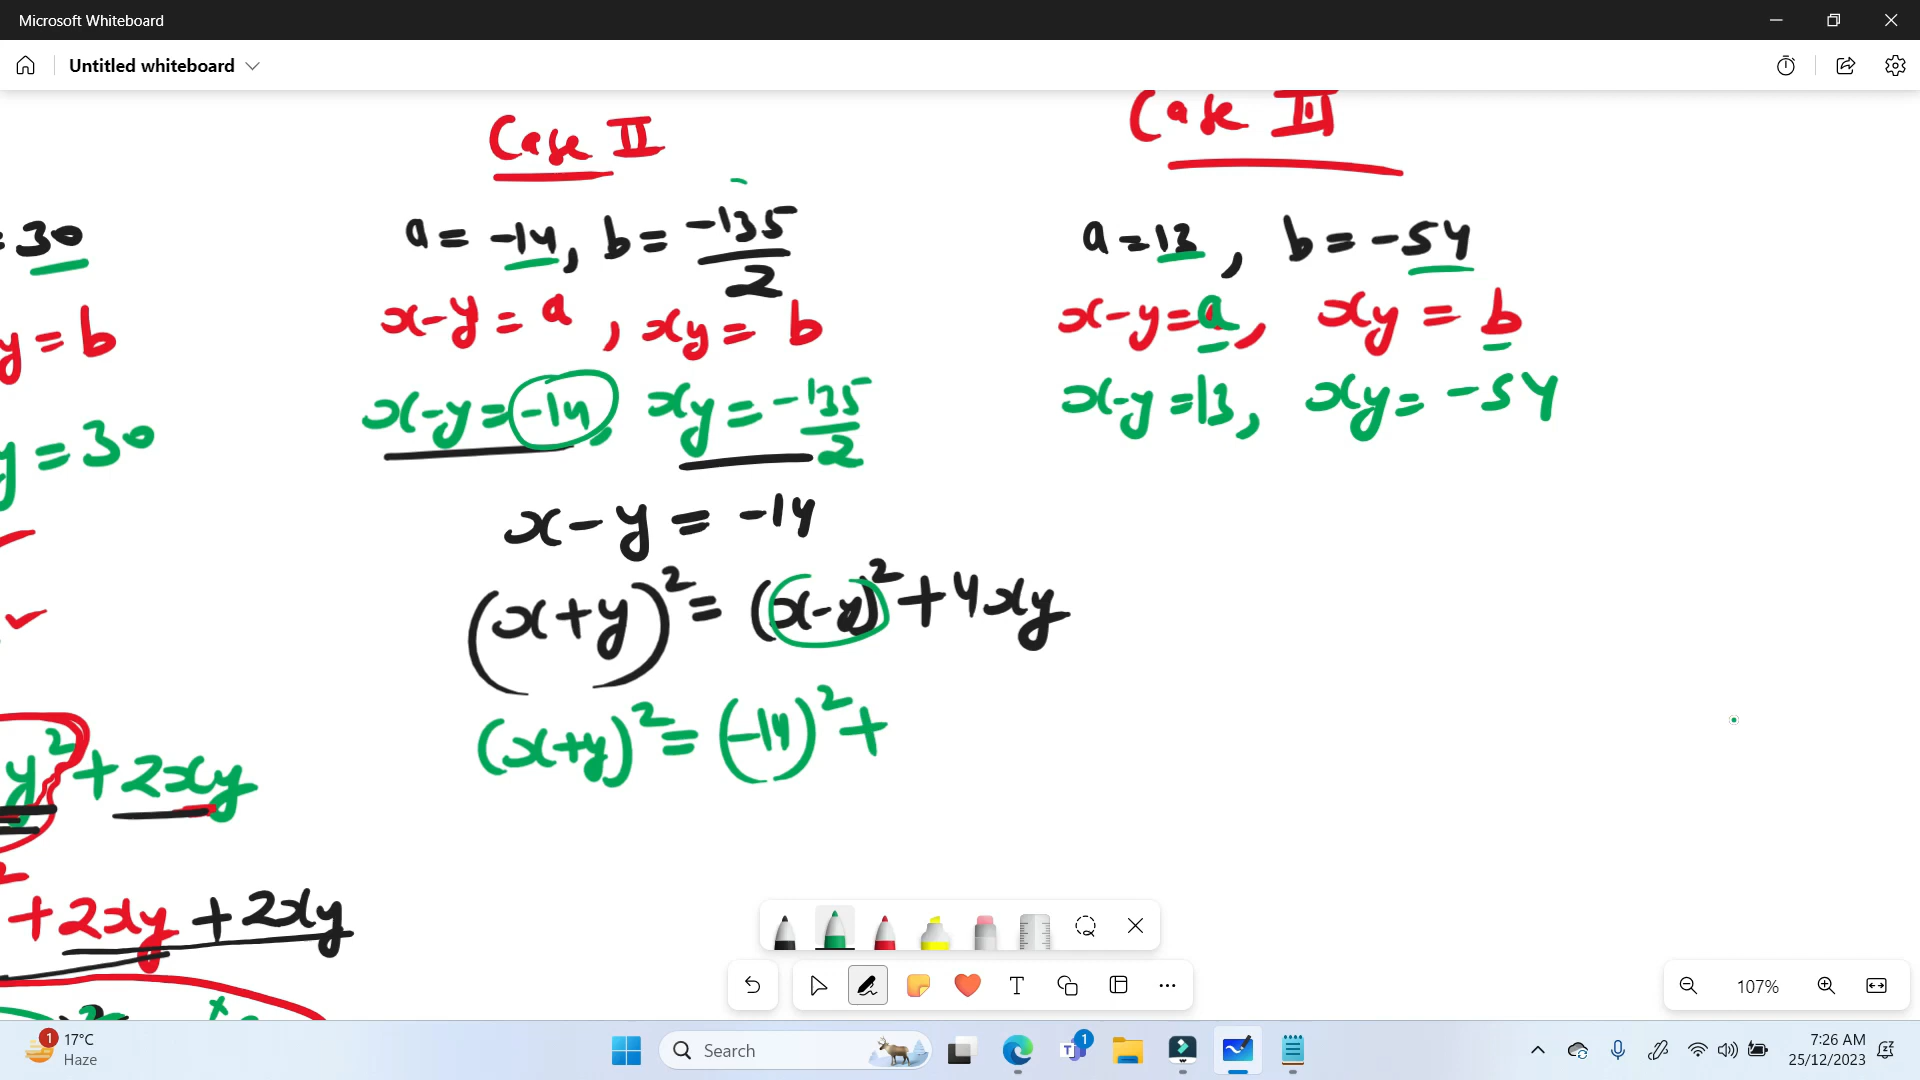 Microsoft Whiteboard
Untitled whiteboard
Case II
Case III
= 30
a = -14, b = -135/2
a = 13, b = -54
y = b
x-y = a, xy = b
x-y = a, xy = b
y = 30
x-y = -14, xy = -135/2
x-y = 13, xy = -54
x - y = -14
(x+y)² = (x-y)² + 4xy
(x+y)² = (-14)² +
y² + 2xy
+ 2xy + 2xy
107%
1
17°C
Haze
Search
1
7:26 AM
25/12/2023